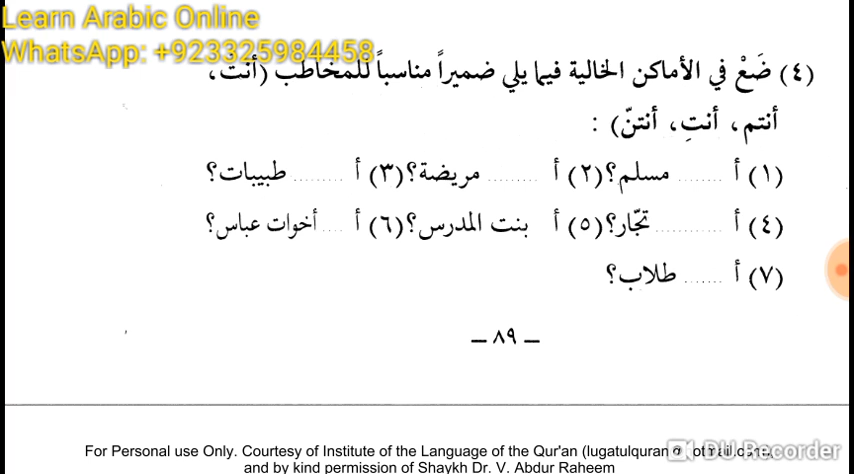 Learn Arabic Online
WhatsApp: +923325984458
(٤) ضَعْ في الأماكن الخالية فيما يلي ضميراً مناسباً للمخاطب (أنتَ،
أنتم، أنتِ، أنتنّ) :
(١) أ ....... مسلم؟ (٢) أ ......... مريضة؟ (٣) أ ......... طبيبات؟
(٤) أ ............ تجّار؟ (٥) أ بنت المدرس؟ (٦) أ .... أخوات عباس؟
(٧) أ ....... طلاب؟
– ٨٩ –
For Personal use Only. Courtesy of Institute of the Language of the Qur'an (lugatulquran@hotmail.com),
and by kind permission of Shaykh Dr. V. Abdur Raheem
DU Recorder